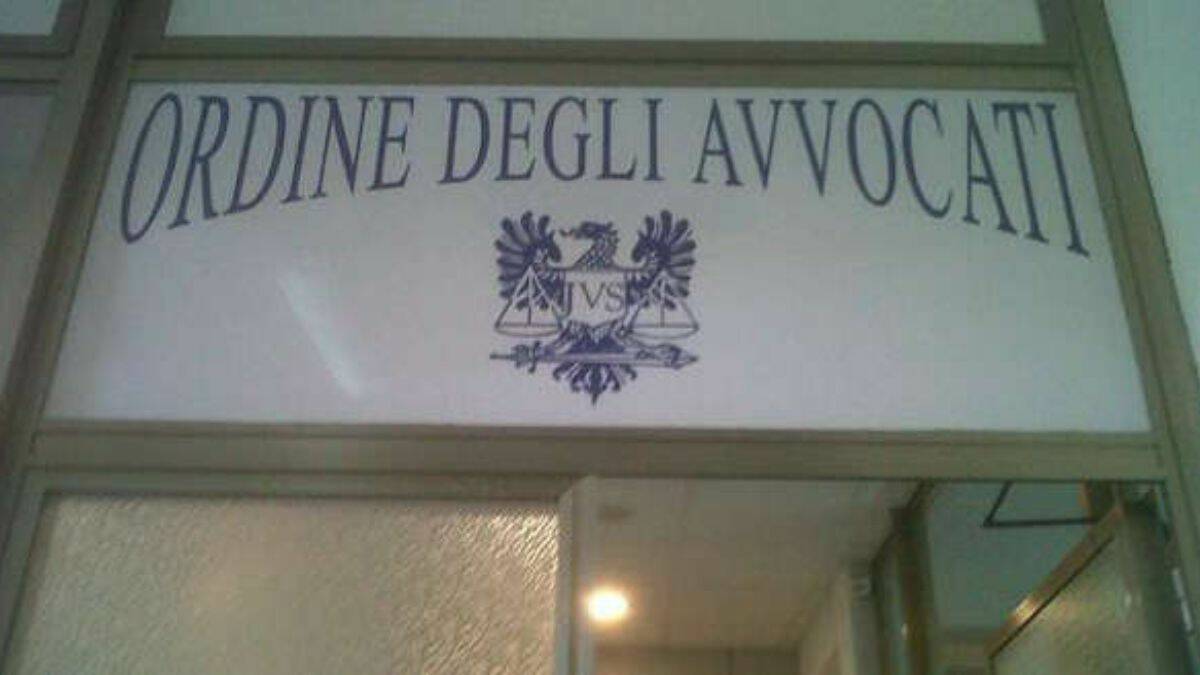 ORDINE DEGLI AVVOCATI
JVS